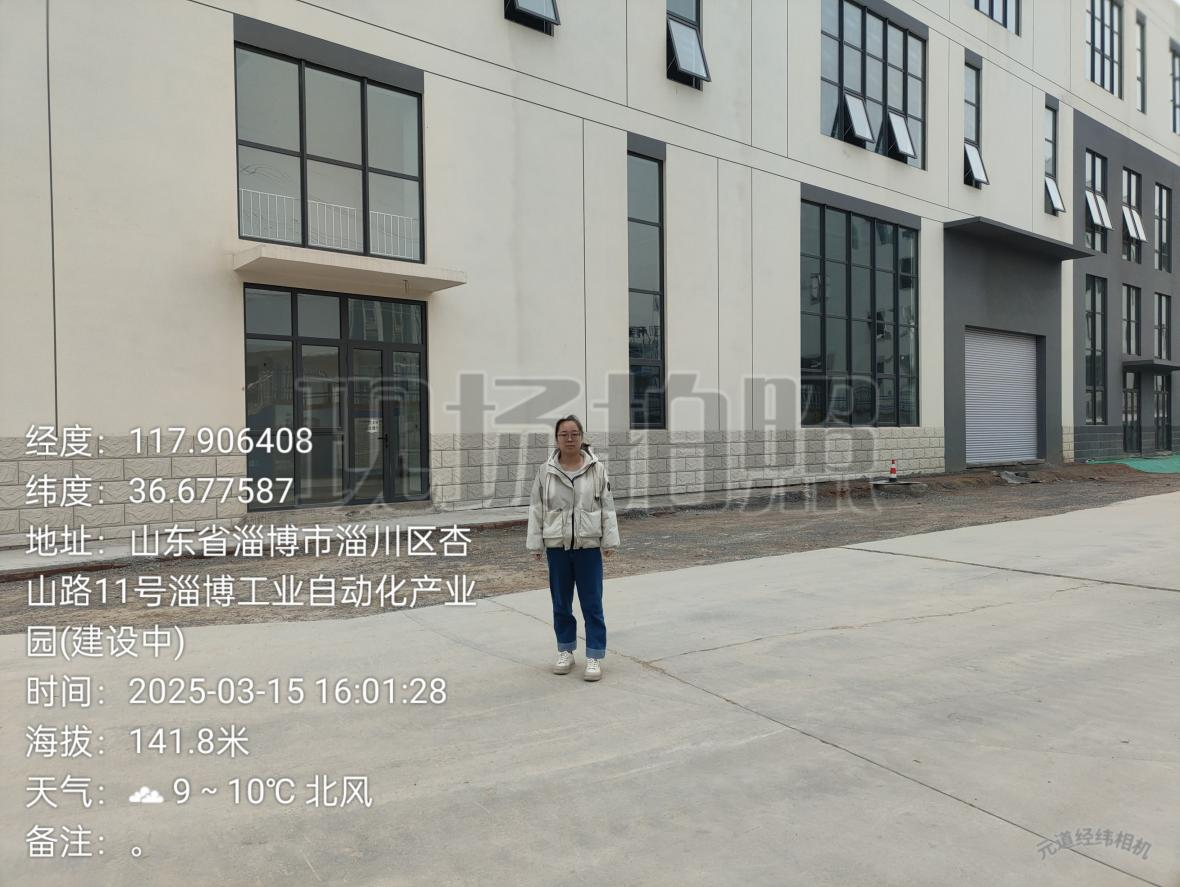 现场拍照
经度：117.906408
纬度：36.677587
地址：山东省淄博市淄川区杏
山路11号淄博工业自动化产业
园(建设中)
时间：2025-03-15 16:01:28
海拔：141.8米
天气：☁ 9 ~ 10℃ 北风
备注：。
元道经纬相机